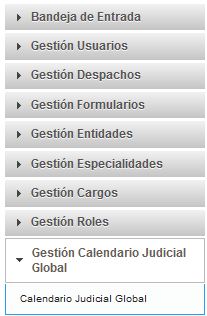 Bandeja de Entrada
Gestión Usuarios
Gestión Despachos
Gestión Formularios
Gestión Entidades
Gestión Especialidades
Gestión Cargos
Gestión Roles
Gestión Calendario Judicial
Global
Calendario Judicial Global